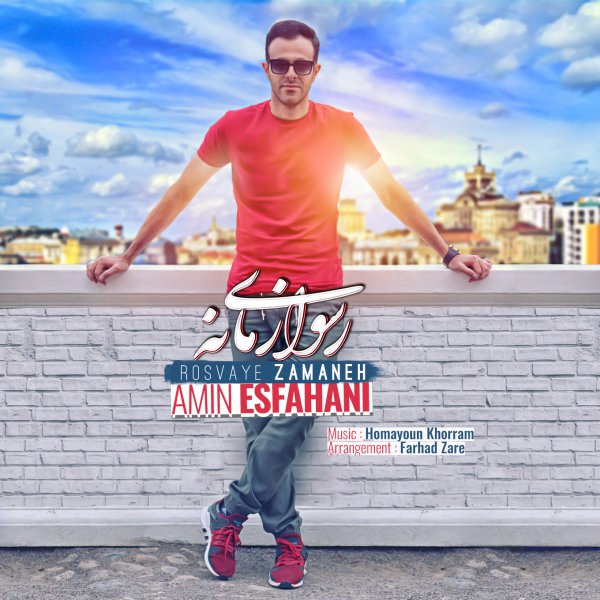 رسوای زمانه
ROSVAYE ZAMANEH
AMIN ESFAHANI
Music : Homayoun Khorram
Arrangement : Farhad Zare